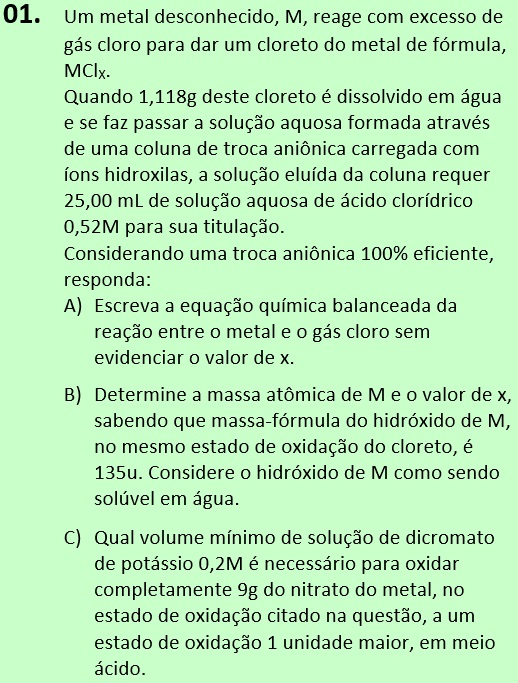 01. Um metal desconhecido, M, reage com excesso de
gás cloro para dar um cloreto do metal de fórmula,
MClx.
Quando 1,118g deste cloreto é dissolvido em água
e se faz passar a solução aquosa formada através
de uma coluna de troca aniônica carregada com
íons hidroxilas, a solução eluída da coluna requer
25,00 mL de solução aquosa de ácido clorídrico
0,52M para sua titulação.
Considerando uma troca aniônica 100% eficiente,
responda:
A) Escreva a equação química balanceada da
reação entre o metal e o gás cloro sem
evidenciar o valor de x.
B) Determine a massa atômica de M e o valor de x,
sabendo que massa-fórmula do hidróxido de M,
no mesmo estado de oxidação do cloreto, é
135u. Considere o hidróxido de M como sendo
solúvel em água.
C) Qual volume mínimo de solução de dicromato
de potássio 0,2M é necessário para oxidar
completamente 9g do nitrato do metal, no
estado de oxidação citado na questão, a um
estado de oxidação 1 unidade maior, em meio
ácido.